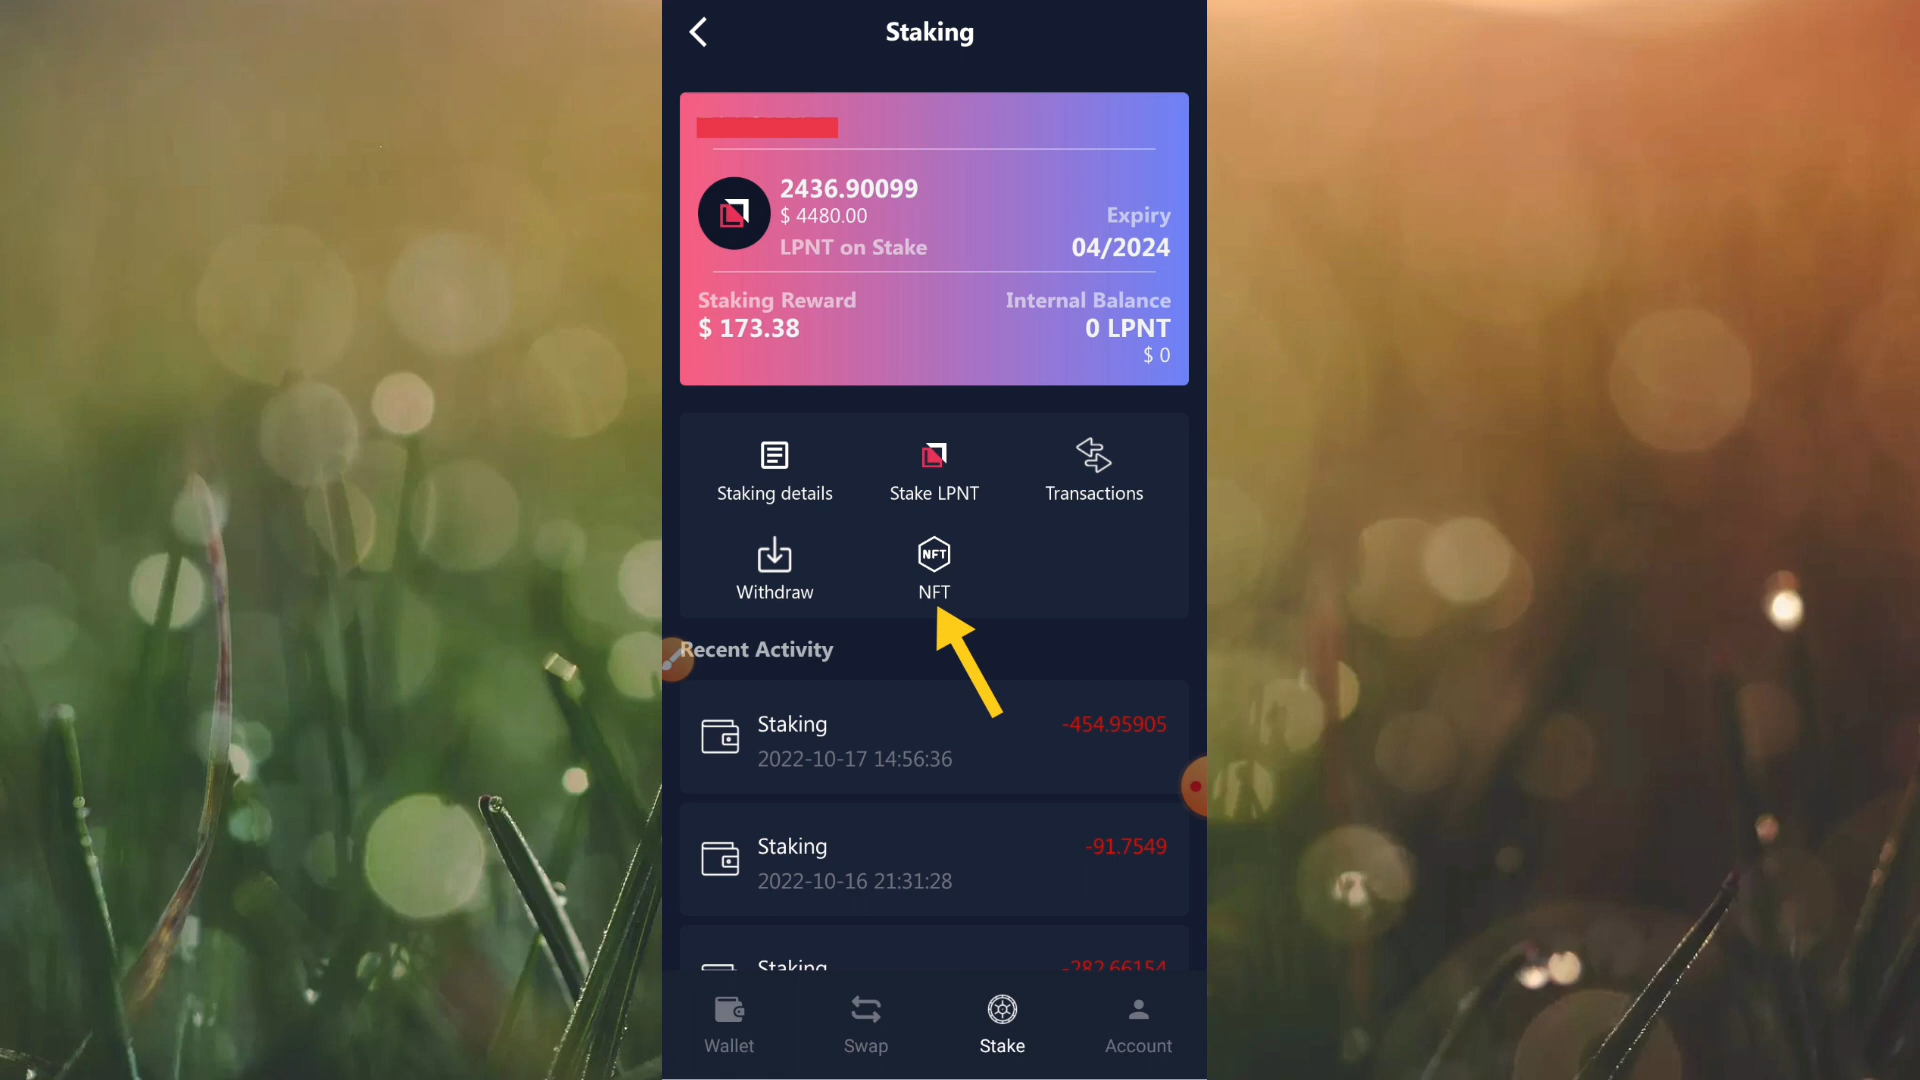 Staking
2436.90099
$ 4480.00
Expiry
LPNT on Stake
04/2024
Staking Reward
Internal Balance
$ 173.38
0 LPNT
$ 0
Staking details
Stake LPNT
Transactions
NFT
Withdraw
NFT
Recent Activity
Staking
-454.95905
2022-10-17 14:56:36
Staking
-91.7549
2022-10-16 21:31:28
Staking
-282.66154
Wallet
Swap
Stake
Account